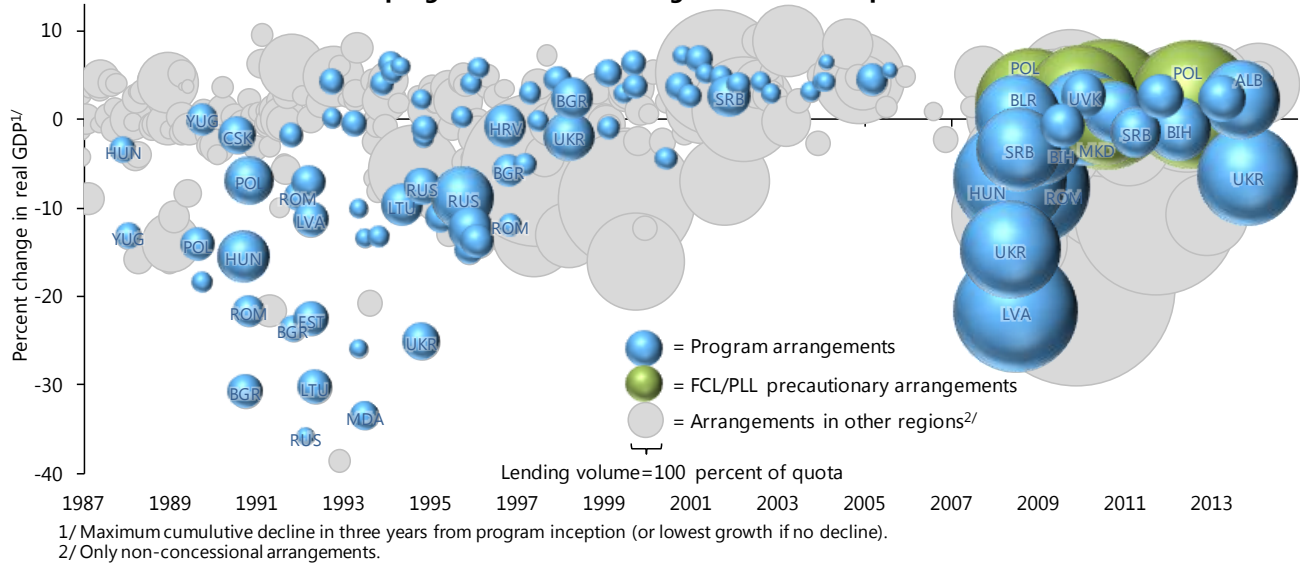 10
0
-10
-20
-30
-40
Percent change in real GDP1/
HUN
YUG
CSK
POL
ROM
LVA
YUG
POL
HUN
ROM
BGR
EST
BGR
LTU
RUS
MDA
UKR
LTU
RUS
RUS
HRV
BGR
ROM
BGR
UKR
SRB
POL
BLR
SRB
HUN
UKR
LVA
UVK
BIH
MKD
ROM
SRB
BIH
POL
ALB
UKR
= Program arrangements
= FCL/PLL precautionary arrangements
= Arrangements in other regions2/
Lending volume=100 percent of quota
1987 1989 1991 1993 1995 1997 1999 2001 2003 2005 2007 2009 2011 2013
1/ Maximum cumulutive decline in three years from program inception (or lowest growth if no decline).
2/ Only non-concessional arrangements.